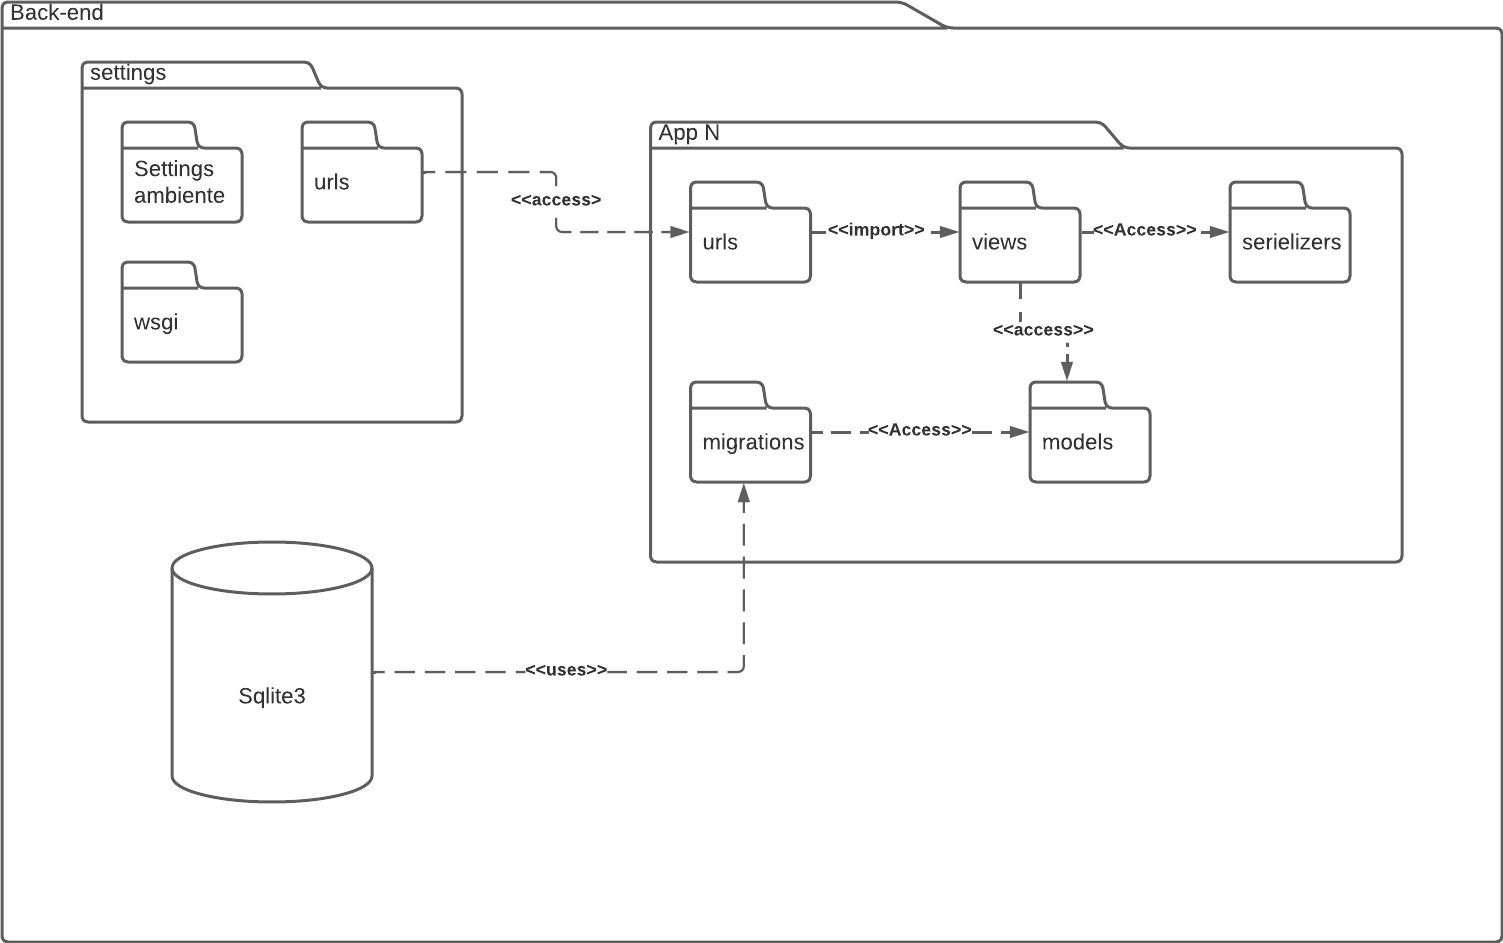 Back-end
settings
Settings
ambiente
urls
wsgi
<<access>
App N
urls
<<import>>
views
<<Access>>
serielizers
<<access>>
migrations
<<Access>>
models
Sqlite3
<<uses>>